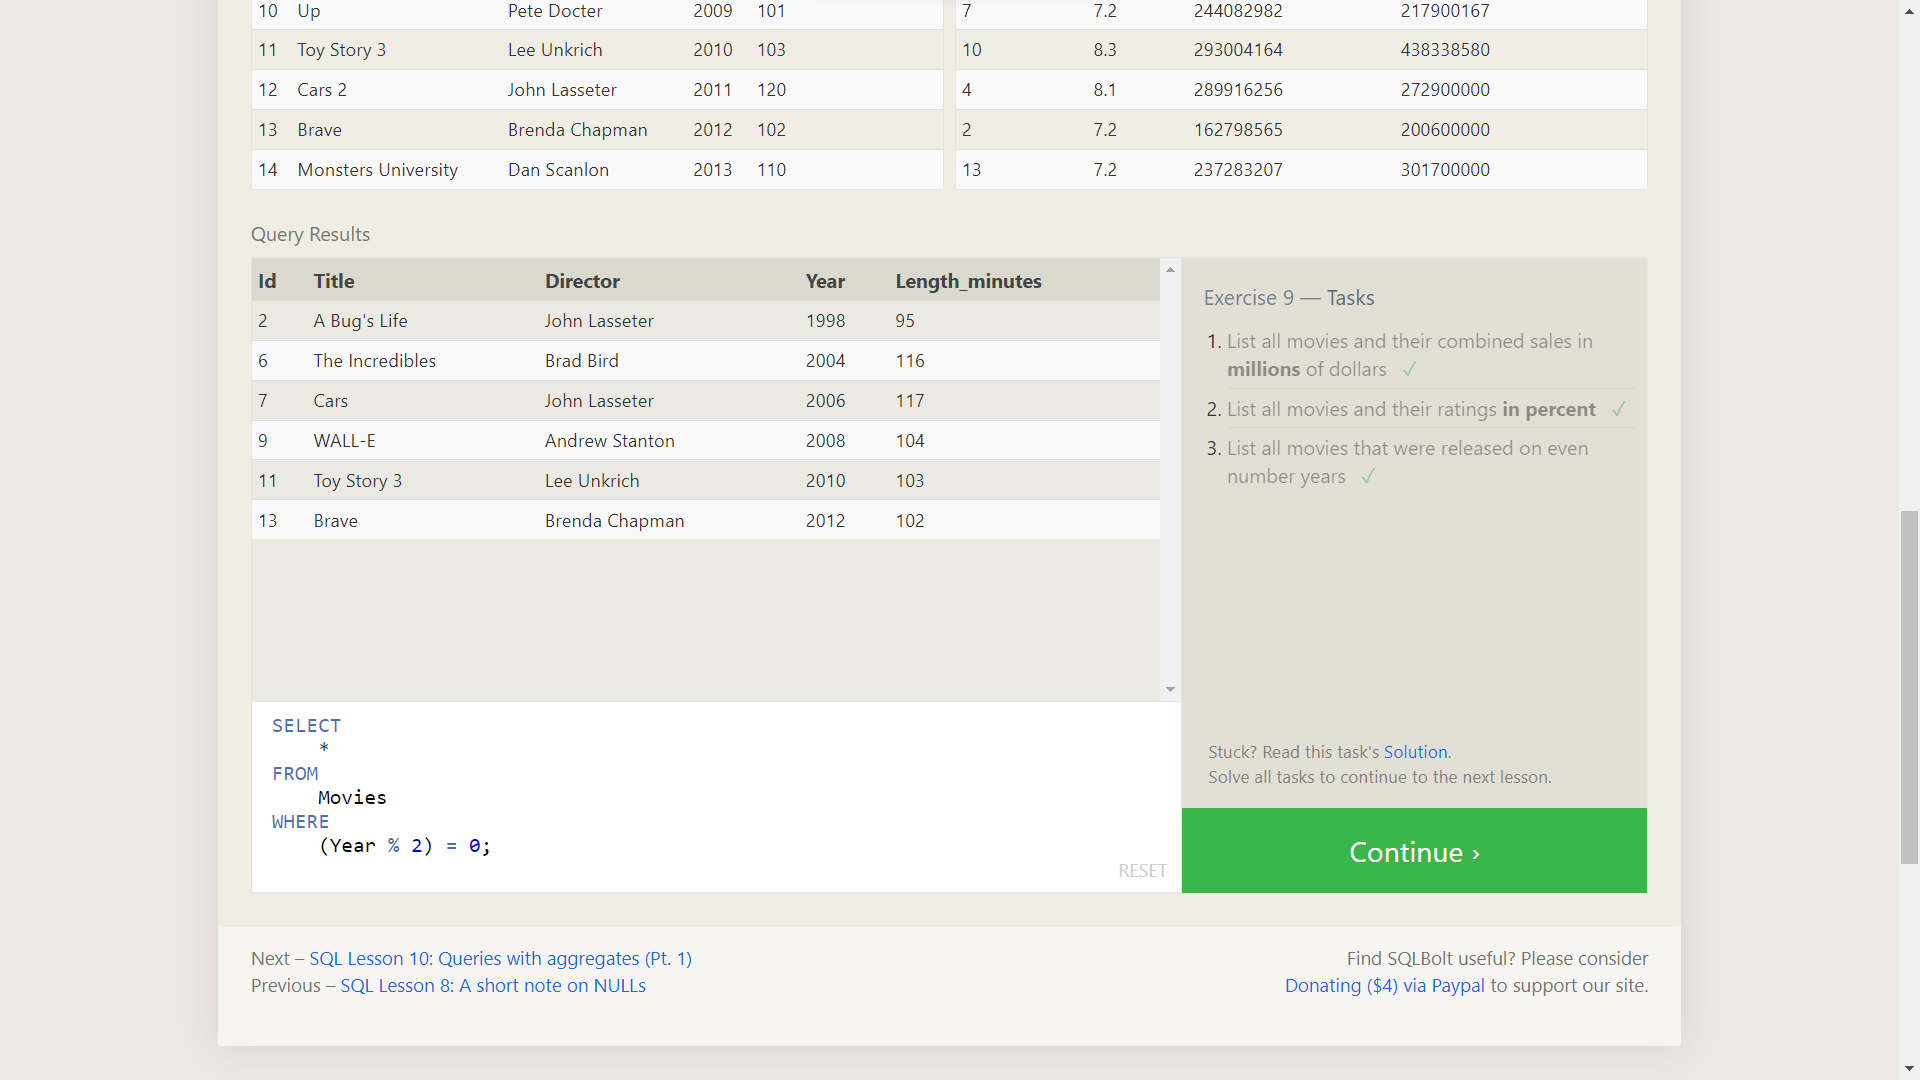 10 Up Pete Docter 2009 101 7 7.2 244082982 217900167
11 Toy Story 3 Lee Unkrich 2010 103 10 8.3 293004164 438338580
12 Cars 2 John Lasseter 2011 120 4 8.1 289916256 272900000
13 Brave Brenda Chapman 2012 102 2 7.2 162798565 200600000
14 Monsters University Dan Scanlon 2013 110 13 7.2 237283207 301700000
Query Results
Id Title Director Year Length_minutes
2 A Bug's Life John Lasseter 1998 95
6 The Incredibles Brad Bird 2004 116
7 Cars John Lasseter 2006 117
9 WALL-E Andrew Stanton 2008 104
11 Toy Story 3 Lee Unkrich 2010 103
13 Brave Brenda Chapman 2012 102
Exercise 9 — Tasks
1. List all movies and their combined sales in
millions of dollars ✓
2. List all movies and their ratings in percent ✓
3. List all movies that were released on even
number years ✓
SELECT
*
FROM
Movies
WHERE
(Year % 2) = 0;
RESET
Stuck? Read this task's Solution.
Solve all tasks to continue to the next lesson.
Continue ›
Next – SQL Lesson 10: Queries with aggregates (Pt. 1)
Previous – SQL Lesson 8: A short note on NULLs
Find SQLBolt useful? Please consider
Donating ($4) via Paypal to support our site.